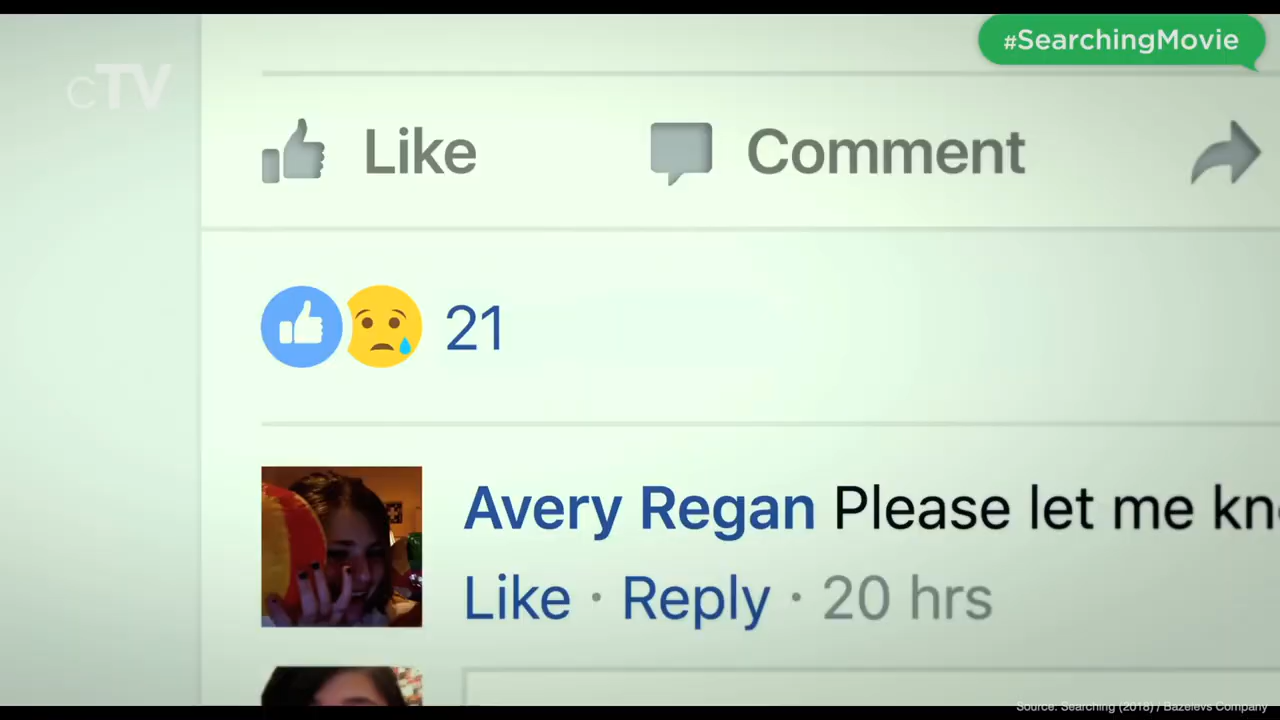 #SearchingMovie
cTV
Like Comment
21
Avery Regan Please let me kn
Like · Reply · 20 hrs
Source: Searching (2018) / Bazelevs Company